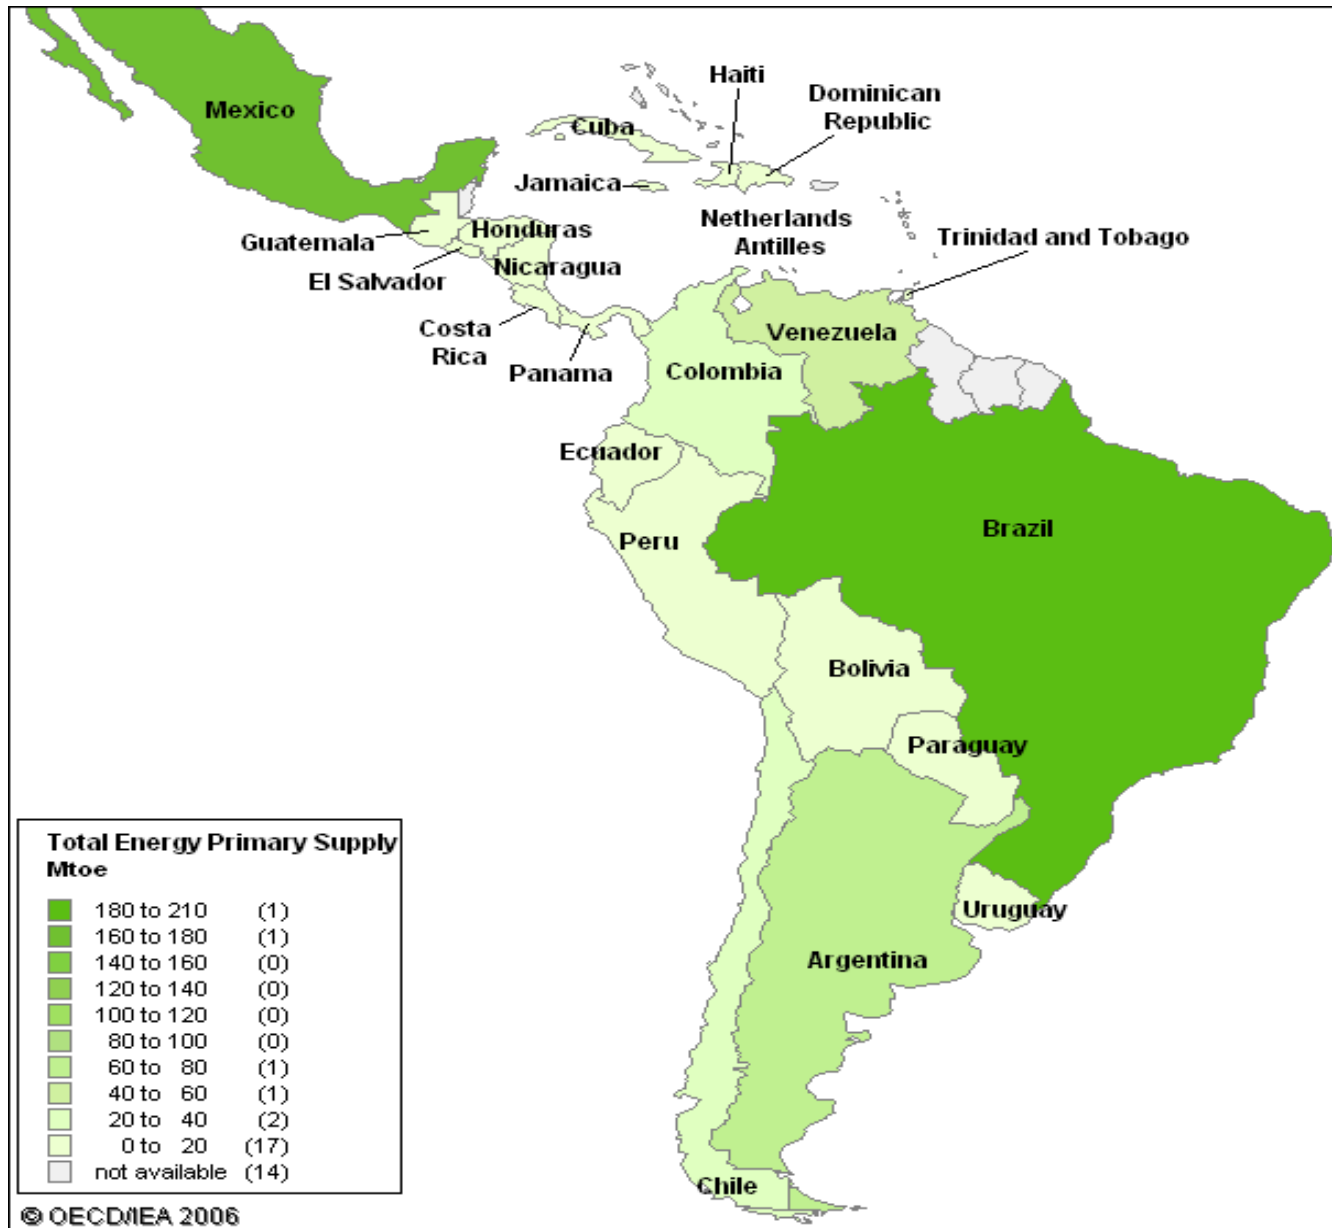 Haiti
Dominican
Republic
Mexico
Cuba
Jamaica
Netherlands
Antilles
Trinidad and Tobago
Guatemala
Honduras
El Salvador
Nicaragua
Costa
Rica
Panama
Venezuela
Colombia
Ecuador
Peru
Brazil
Bolivia
Paraguay
Uruguay
Argentina
Chile
Total Energy Primary Supply
Mtoe
180 to 210 (1)
160 to 180 (1)
140 to 160 (0)
120 to 140 (0)
100 to 120 (0)
80 to 100 (0)
60 to 80 (1)
40 to 60 (1)
20 to 40 (2)
0 to 20 (17)
not available (14)
© OECD/IEA 2006